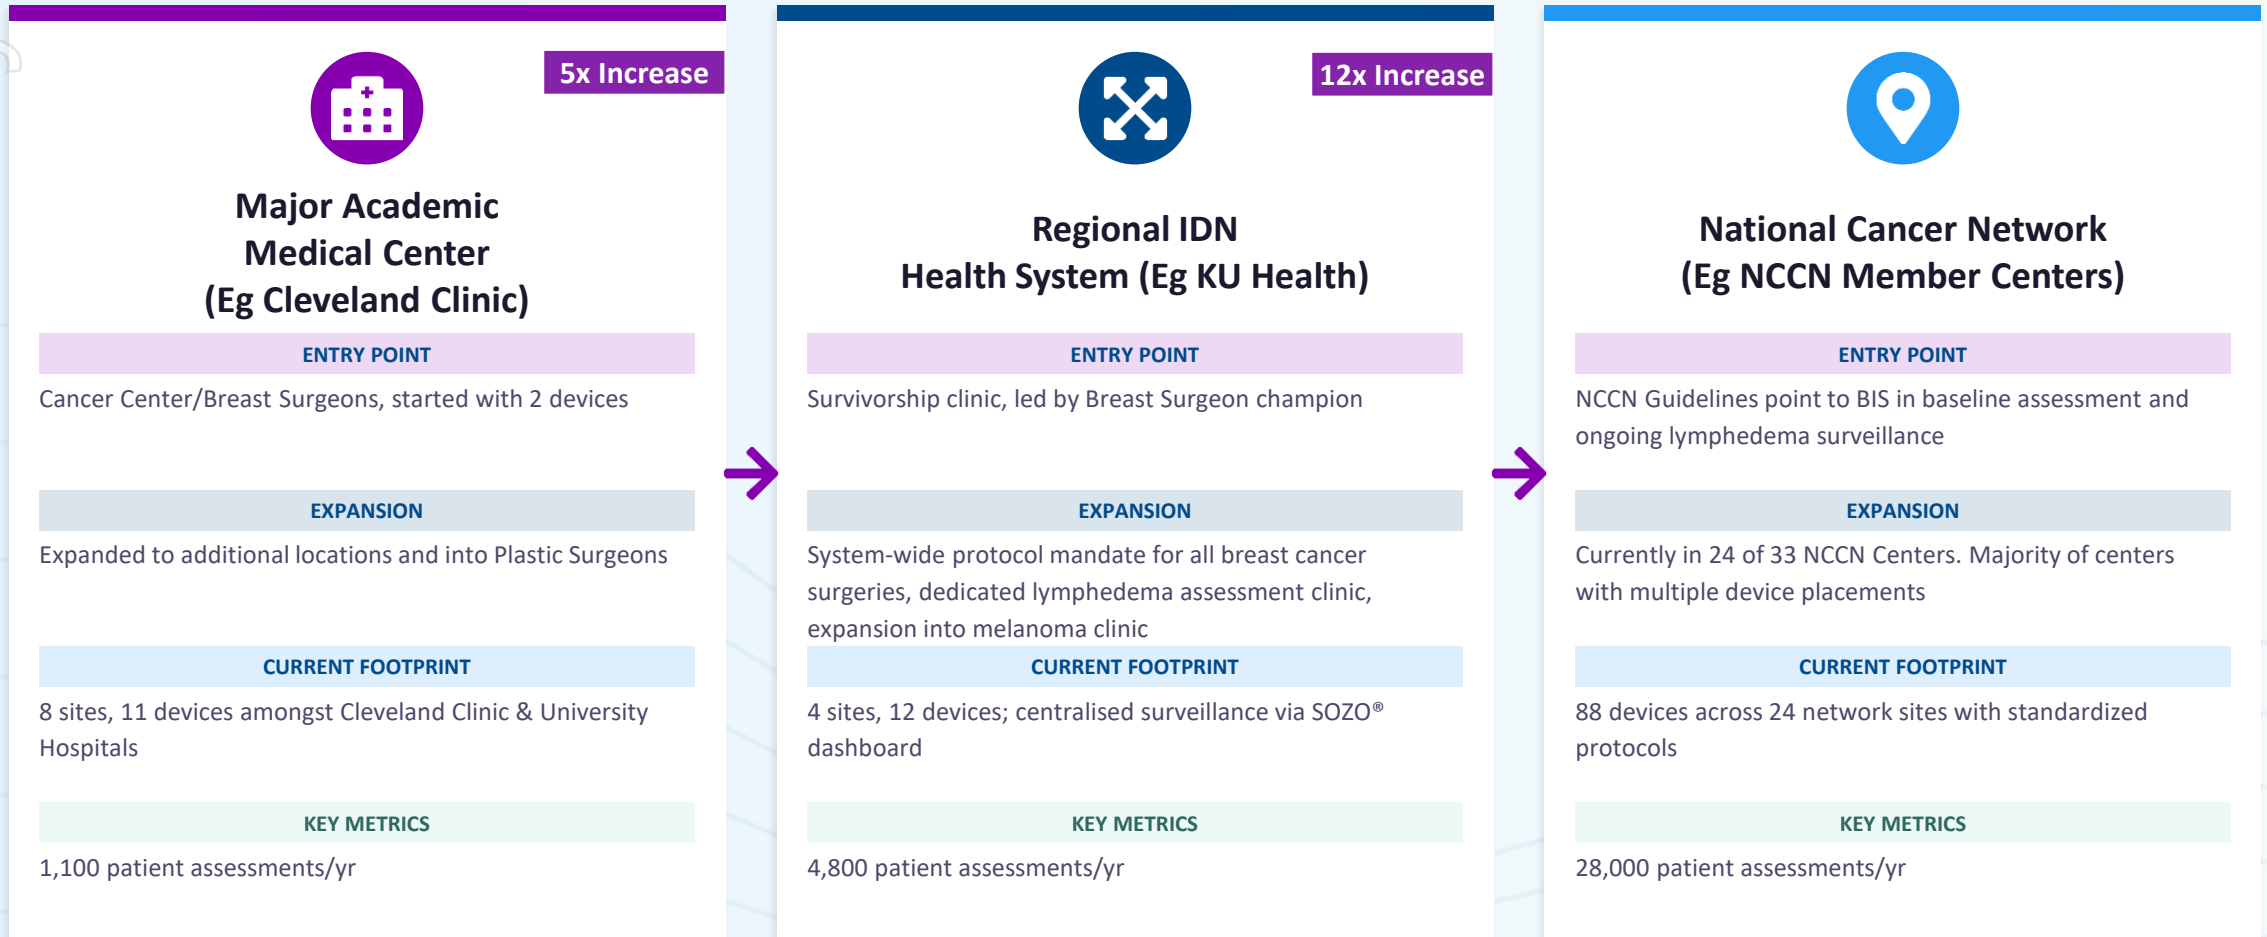 5x Increase
Major Academic
Medical Center
(Eg Cleveland Clinic)
ENTRY POINT
Cancer Center/Breast Surgeons, started with 2 devices
EXPANSION
Expanded to additional locations and into Plastic Surgeons
CURRENT FOOTPRINT
8 sites, 11 devices amongst Cleveland Clinic & University
Hospitals
KEY METRICS
1,100 patient assessments/yr
12x Increase
Regional IDN
Health System (Eg KU Health)
ENTRY POINT
Survivorship clinic, led by Breast Surgeon champion
EXPANSION
System-wide protocol mandate for all breast cancer
surgeries, dedicated lymphedema assessment clinic,
expansion into melanoma clinic
CURRENT FOOTPRINT
4 sites, 12 devices; centralised surveillance via SOZO®
dashboard
KEY METRICS
4,800 patient assessments/yr
National Cancer Network
(Eg NCCN Member Centers)
ENTRY POINT
NCCN Guidelines point to BIS in baseline assessment and
ongoing lymphedema surveillance
EXPANSION
Currently in 24 of 33 NCCN Centers. Majority of centers
with multiple device placements
CURRENT FOOTPRINT
88 devices across 24 network sites with standardized
protocols
KEY METRICS
28,000 patient assessments/yr